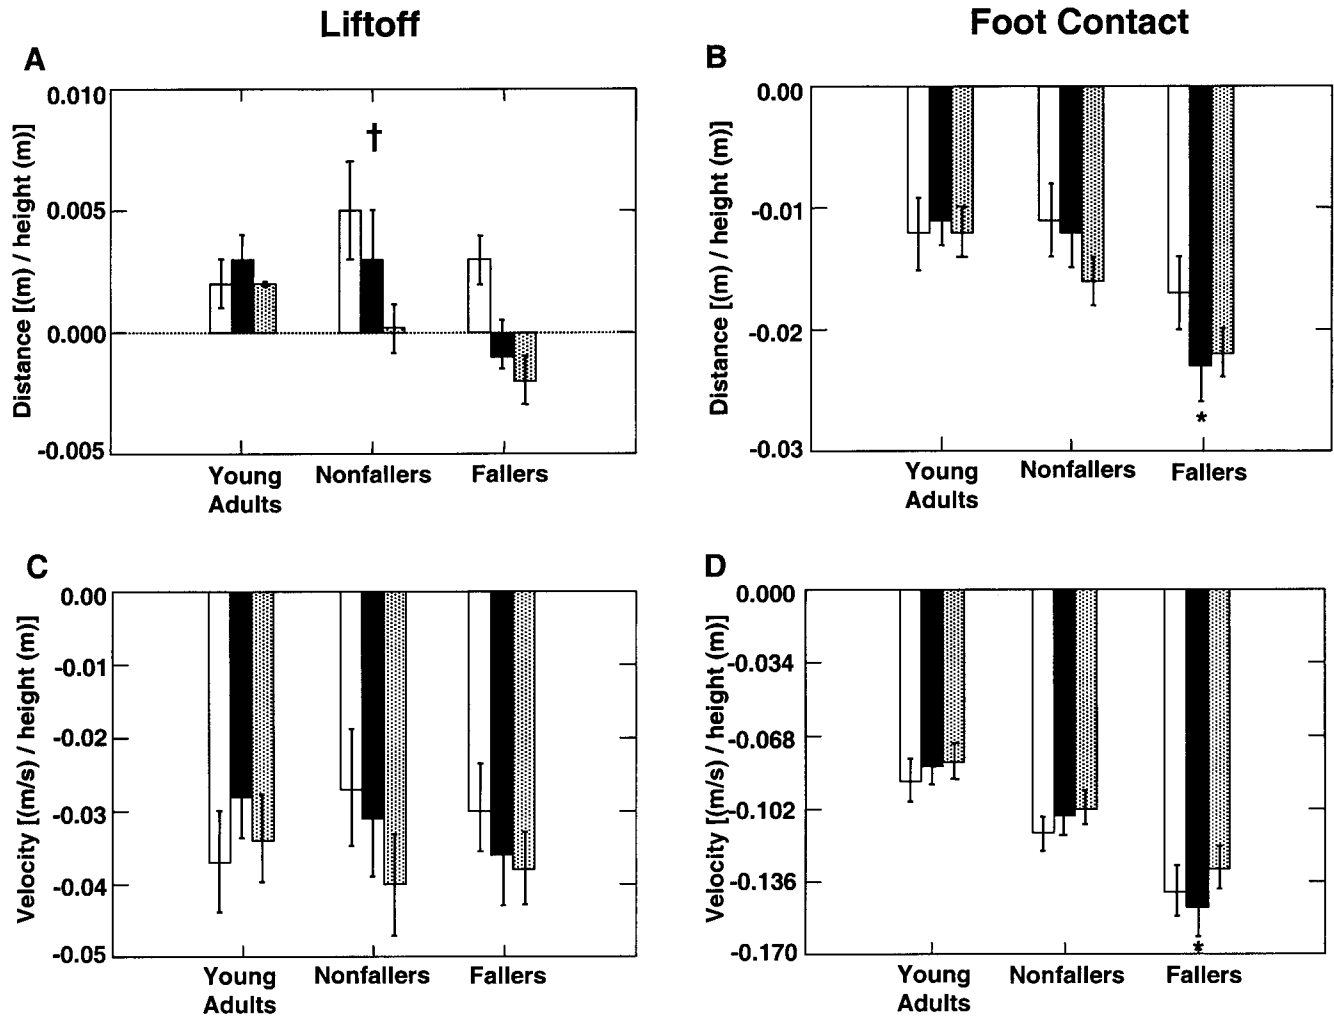 Liftoff
Foot Contact
A
0.010
0.005
0.000
-0.005
Distance [(m) / height (m)]
†
Young
Adults
Nonfallers
Fallers
B
0.00
-0.01
-0.02
-0.03
Distance [(m) / height (m)]
*
Young
Adults
Nonfallers
Fallers
C
0.00
-0.01
-0.02
-0.03
-0.04
-0.05
Velocity [(m/s) / height (m)]
Young
Adults
Nonfallers
Fallers
D
0.000
-0.034
-0.068
-0.102
-0.136
-0.170
Velocity [(m/s) / height (m)]
*
Young
Adults
Nonfallers
Fallers